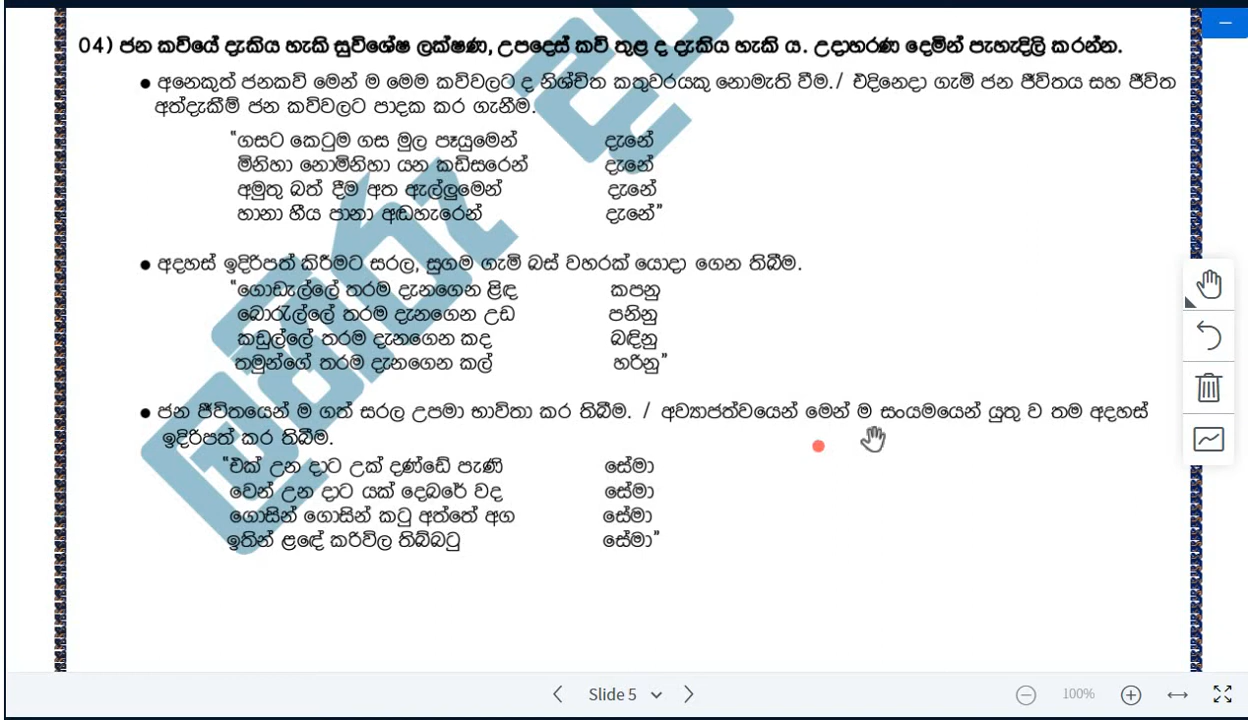 04) ජන කවියේ දැකිය හැකි සුවිශේෂ ලක්ෂණ, උපදෙස් කවි තුළ ද දැකිය හැකි ය. උදාහරණ දෙමින් පැහැදිලි කරන්න.
● අනෙකුත් ජනකවි මෙන් ම මෙම කවිවලට ද නිශ්චිත කතුවරයකු නොමැති වීම./ එදිනෙදා ගැමි ජන ජීවිතය සහ ජීවිත
අත්දැකීම් ජන කවිවලට පාදක කර ගැනීම.
"ගසට කෙටුම ගස මුල පෑයුමෙන් දැනේ
මිනිහා නොමිනිහා යන කඩිසරෙන් දැනේ
අමුතු බත් දීම අත ඇල්ලුමෙන් දැනේ
හානා හීය පානා අඬහැරෙන් දැනේ"
● අදහස් ඉදිරිපත් කිරීමට සරල, සුගම ගැමි බස් වහරක් යොදා ගෙන තිබීම.
"ගොඩැල්ලේ තරම දැනගෙන ළිඳ කපනු
බොරැල්ලේ තරම දැනගෙන උඩ පනිනු
කඩුල්ලේ තරම දැනගෙන කද බඳිනු
තමුන්ගේ තරම දැනගෙන කල් හරිනු"
● ජන ජීවිතයෙන් ම ගත් සරල උපමා භාවිතා කර තිබීම. / අව්‍යාජත්වයෙන් මෙන් ම සංයමයෙන් යුතු ව තම අදහස්
ඉදිරිපත් කර තිබීම.
"එක් උන දාට උක් දණ්ඩේ පැණි සේමා
වෙන් උන දාට යක් දෙබරේ වද සේමා
ගොසින් ගොසින් කටු අත්තේ අග සේමා
ඉතින් ළඳේ කරවිල තිබ්බටු සේමා"
Slide 5
100%